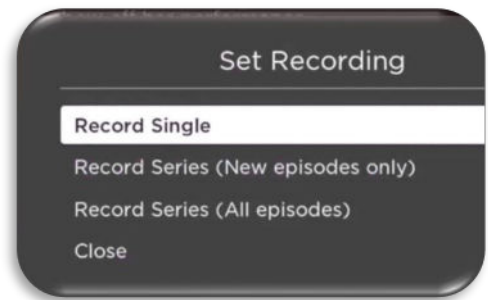 Set Recording
Record Single
Record Series (New episodes only)
Record Series (All episodes)
Close